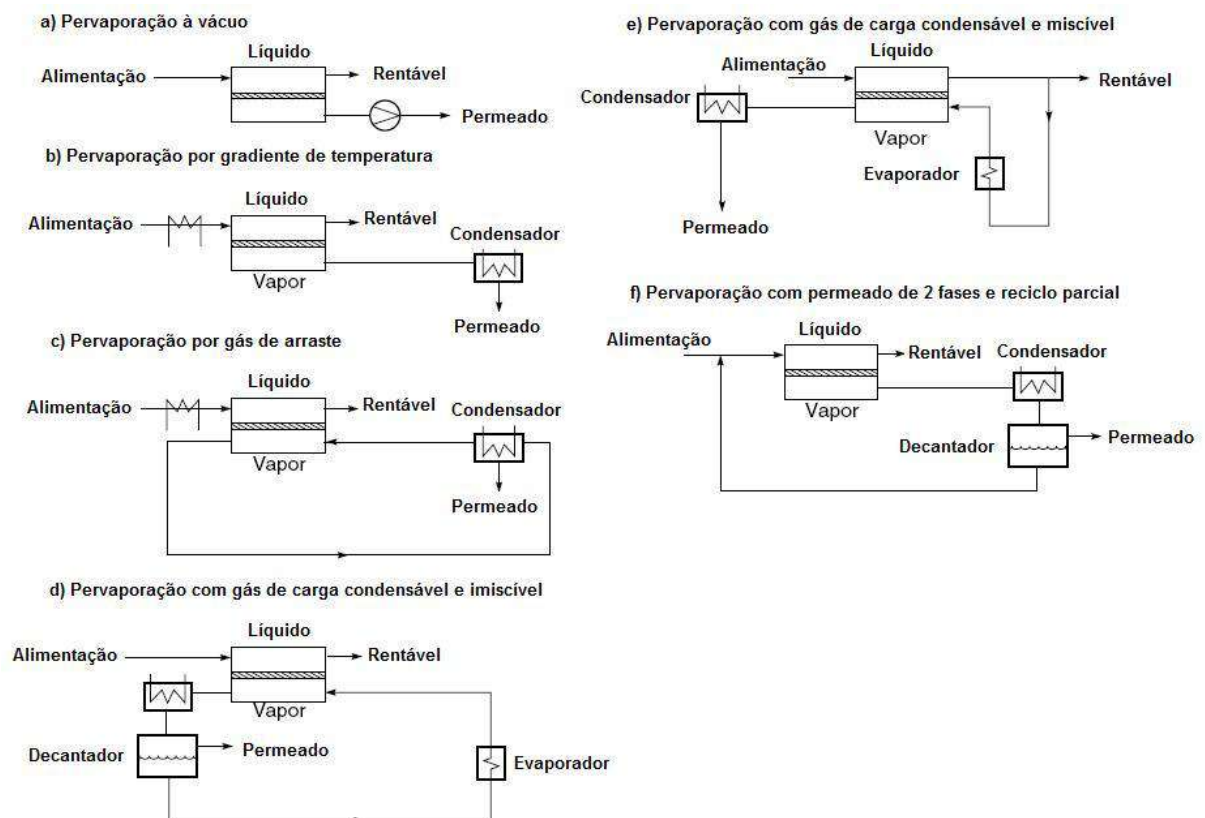 a) Pervaporação à vácuo
Líquido
Alimentação
Rentável
Permeado
b) Pervaporação por gradiente de temperatura
Líquido
Alimentação
Rentável
Condensador
Vapor
Permeado
c) Pervaporação por gás de arraste
Líquido
Alimentação
Rentável
Condensador
Vapor
Permeado
d) Pervaporação com gás de carga condensável e imiscível
Líquido
Alimentação
Rentável
Vapor
Decantador
Permeado
Evaporador
e) Pervaporação com gás de carga condensável e miscível
Líquido
Alimentação
Rentável
Condensador
Vapor
Evaporador
Permeado
f) Pervaporação com permeado de 2 fases e reciclo parcial
Líquido
Alimentação
Rentável
Condensador
Vapor
Decantador
Permeado